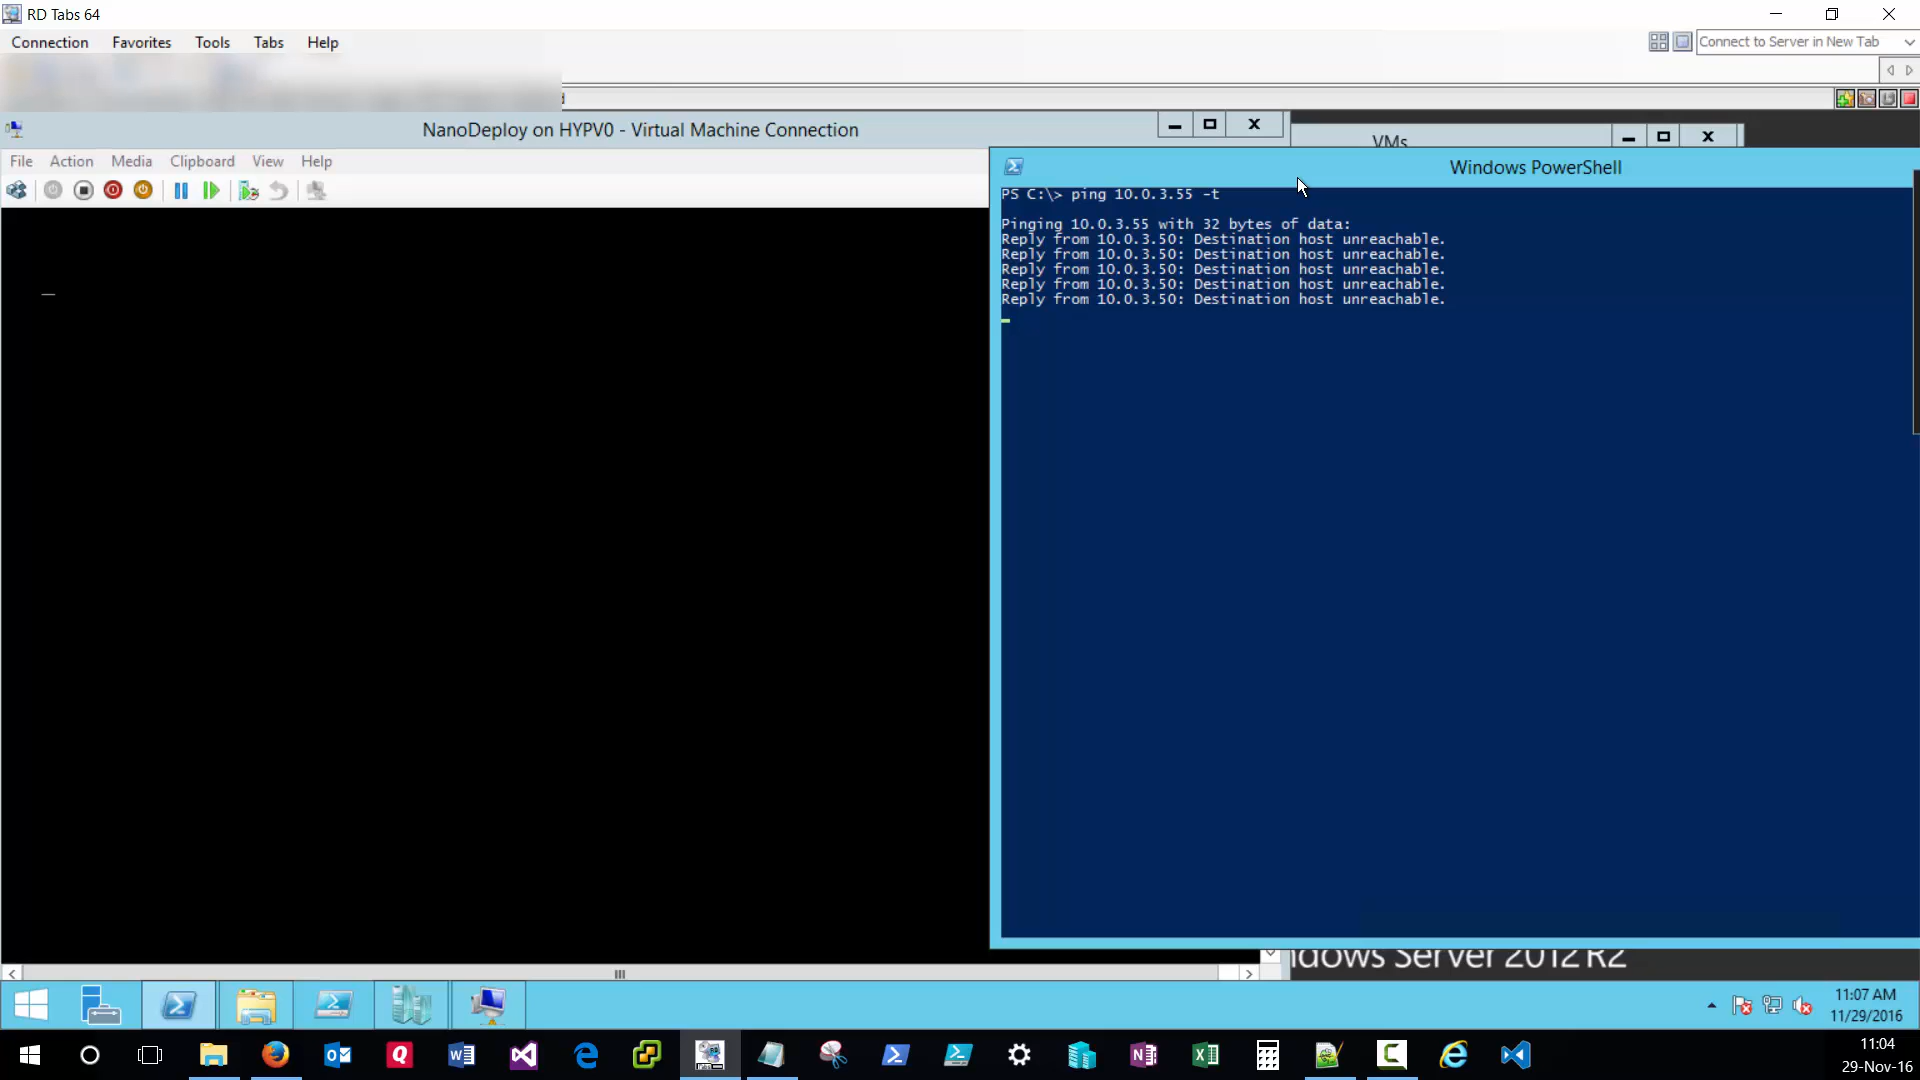 RD Tabs 64
Connection Favorites Tools Tabs Help
Connect to Server in New Tab
NanoDeploy on HYPV0 - Virtual Machine Connection
VMs
File Action Media Clipboard View Help
Windows PowerShell
PS C:\> ping 10.0.3.55 -t
Pinging 10.0.3.55 with 32 bytes of data:
Reply from 10.0.3.50: Destination host unreachable.
Reply from 10.0.3.50: Destination host unreachable.
Reply from 10.0.3.50: Destination host unreachable.
Reply from 10.0.3.50: Destination host unreachable.
Reply from 10.0.3.50: Destination host unreachable.
ndows Server 2012 R2
11:07 AM
11/29/2016
11:04
29-Nov-16